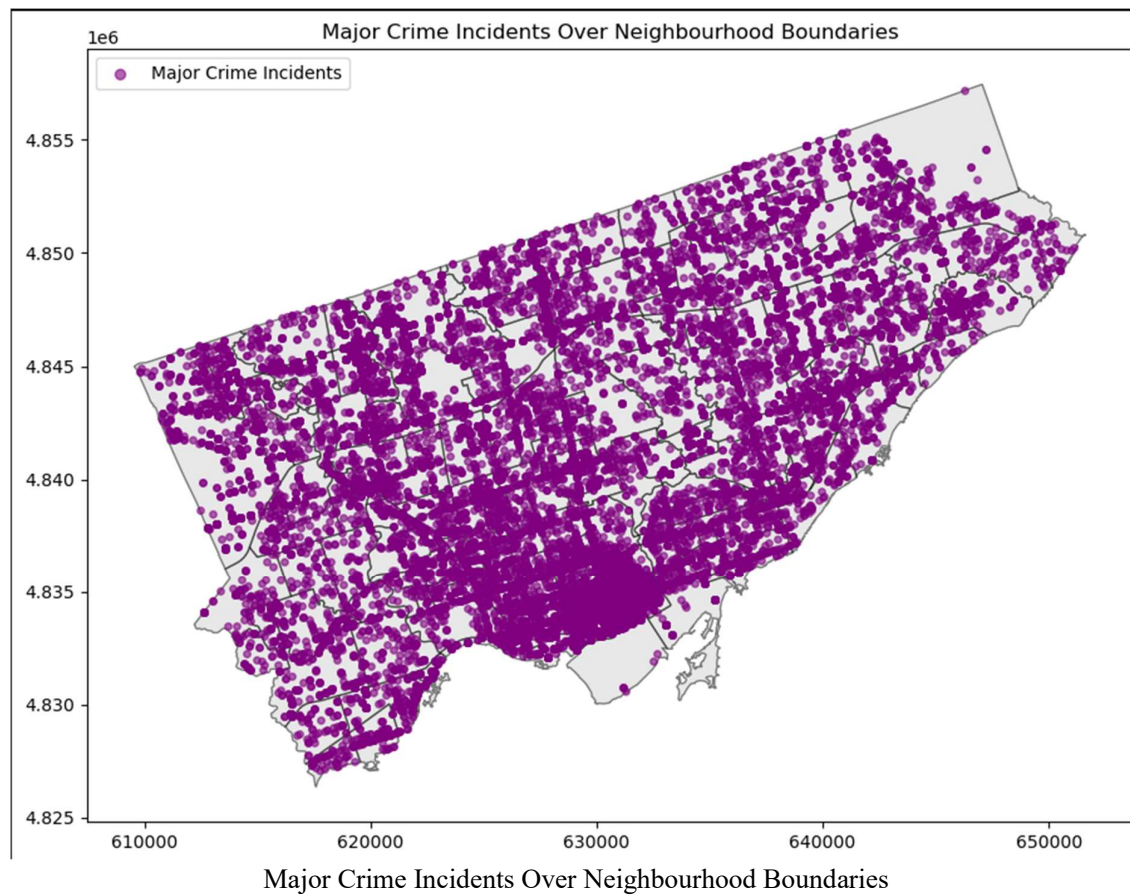 Major Crime Incidents Over Neighbourhood Boundaries
1e6
Major Crime Incidents
4.855
4.850
4.845
4.840
4.835
4.830
4.825
610000 620000 630000 640000 650000
Major Crime Incidents Over Neighbourhood Boundaries